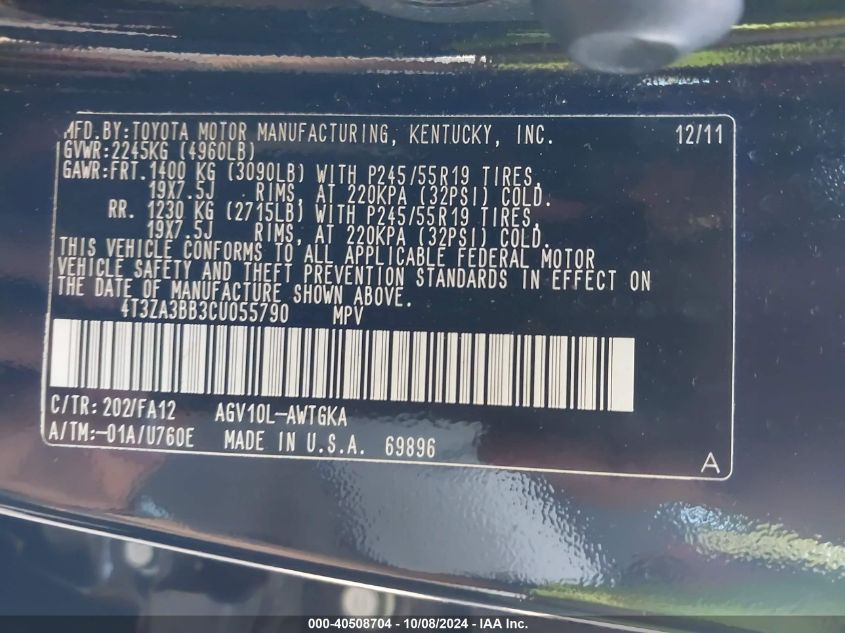 MFD.BY:TOYOTA MOTOR MANUFACTURING, KENTUCKY, INC. 12/11
GVWR:2245KG (4960LB)
GAWR:FRT.1400 KG (3090LB) WITH P245/55R19 TIRES,
19X7.5J RIMS, AT 220KPA (32PSI) COLD.
RR. 1230 KG (2715LB) WITH P245/55R19 TIRES,
19X7.5J RIMS, AT 220KPA (32PSI) COLD.
THIS VEHICLE CONFORMS TO ALL APPLICABLE FEDERAL MOTOR
VEHICLE SAFETY AND THEFT PREVENTION STANDARDS IN EFFECT ON
THE DATE OF MANUFACTURE SHOWN ABOVE.
4T3ZA3BB3CU055790 MPV
C/TR:202/FA12 AGV10L-AWTGKA
A/TM:-01A/U760E MADE IN U.S.A. 69896
A
000-40508704 - 10/08/2024 - IAA Inc.